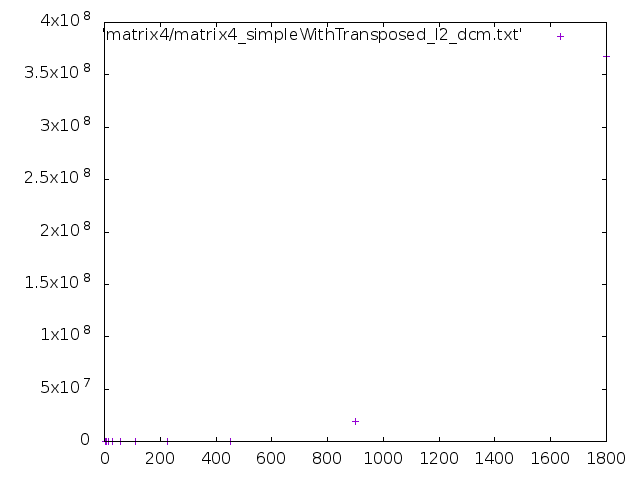 4x10^8
'matrix4/matrix4_simpleWithTransposed_l2_dcm.txt'
3.5x10^8
3x10^8
2.5x10^8
2x10^8
1.5x10^8
1x10^8
5x10^7
0
0 200 400 600 800 1000 1200 1400 1600 1800